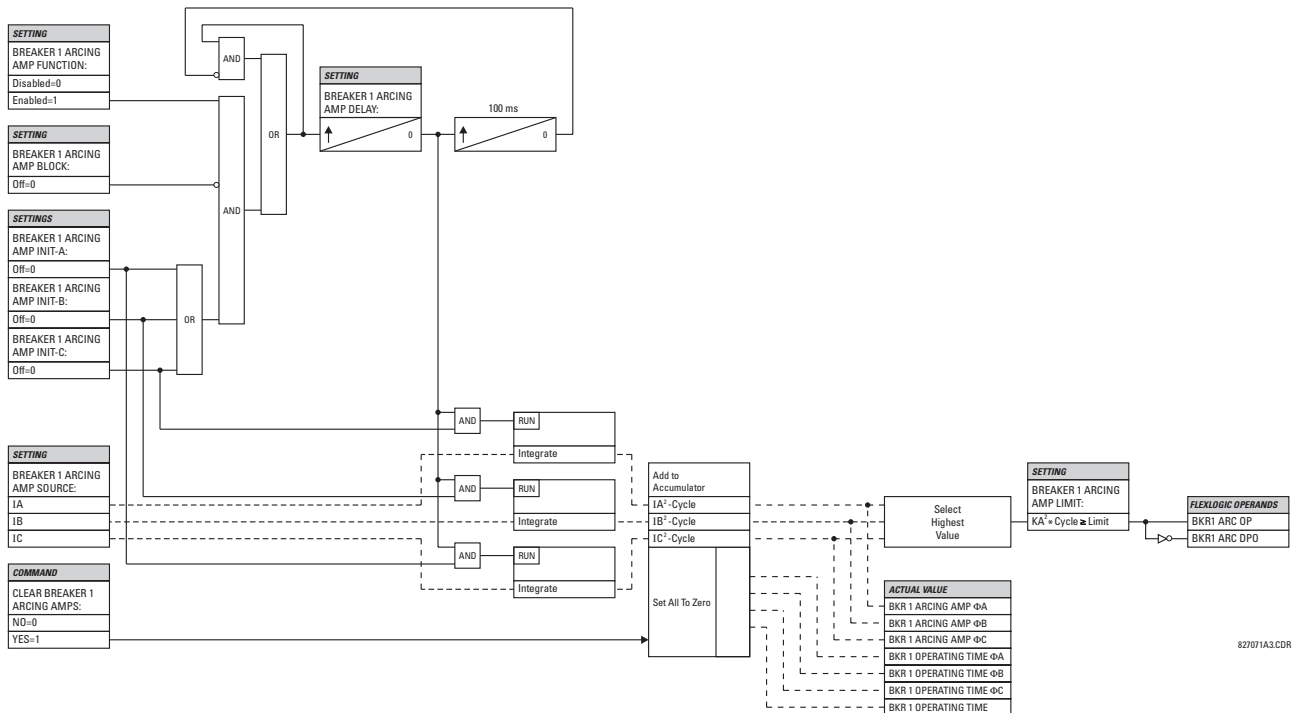 SETTING
BREAKER 1 ARCING
AMP FUNCTION:
Disabled=0
Enabled=1
SETTING
BREAKER 1 ARCING
AMP BLOCK:
Off=0
SETTINGS
BREAKER 1 ARCING
AMP INIT-A:
Off=0
BREAKER 1 ARCING
AMP INIT-B:
Off=0
BREAKER 1 ARCING
AMP INIT-C:
Off=0
SETTING
BREAKER 1 ARCING
AMP SOURCE:
IA
IB
IC
COMMAND
CLEAR BREAKER 1
ARCING AMPS:
NO=0
YES=1
AND
OR
AND
OR
SETTING
BREAKER 1 ARCING
AMP DELAY:
0
100 ms
0
AND
RUN
Integrate
AND
RUN
Integrate
AND
RUN
Integrate
Add to
Accumulator
IA²-Cycle
IB²-Cycle
IC²-Cycle
Set All To Zero
Select
Highest
Value
SETTING
BREAKER 1 ARCING
AMP LIMIT:
KA²*Cycle≥Limit
FLEXLOGIC OPERANDS
BKR1 ARC OP
BKR1 ARC DPO
ACTUAL VALUE
BKR 1 ARCING AMP ΦA
BKR 1 ARCING AMP ΦB
BKR 1 ARCING AMP ΦC
BKR 1 OPERATING TIME ΦA
BKR 1 OPERATING TIME ΦB
BKR 1 OPERATING TIME ΦC
BKR 1 OPERATING TIME
827071A3.CDR